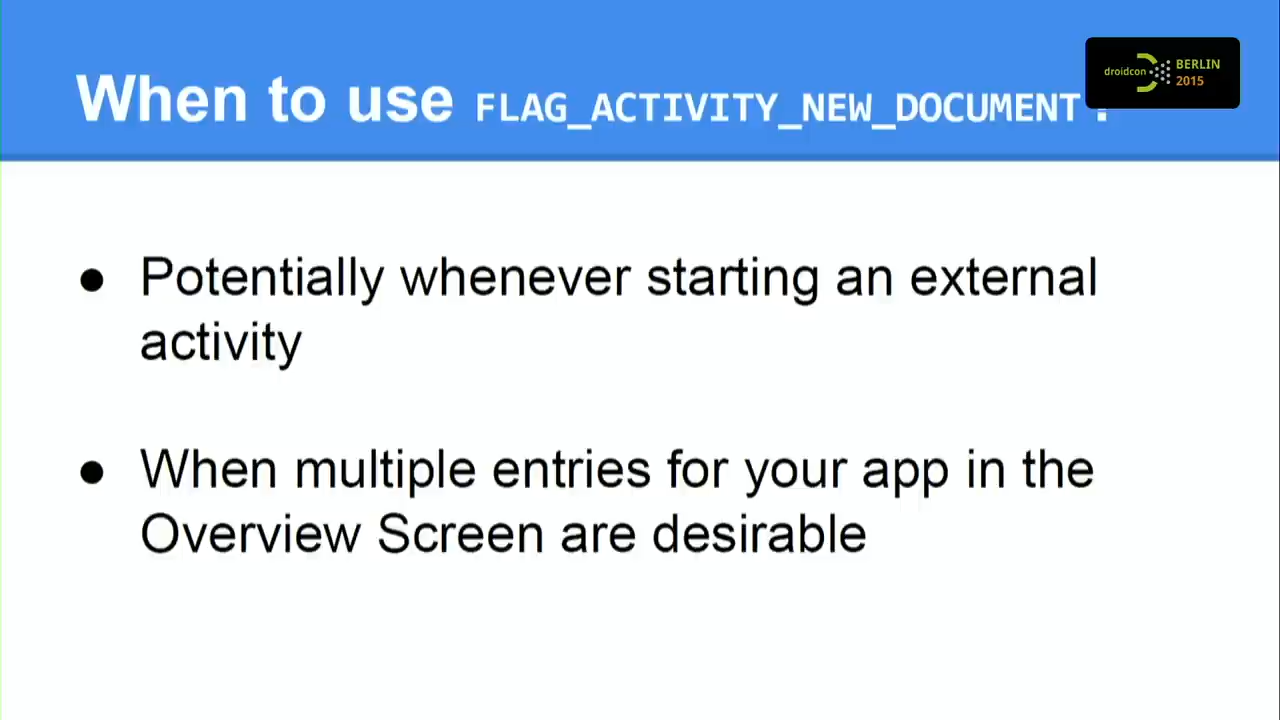 When to use FLAG_ACTIVITY_NEW_DOCUMENT
droidcon BERLIN 2015
● Potentially whenever starting an external
activity
● When multiple entries for your app in the
Overview Screen are desirable